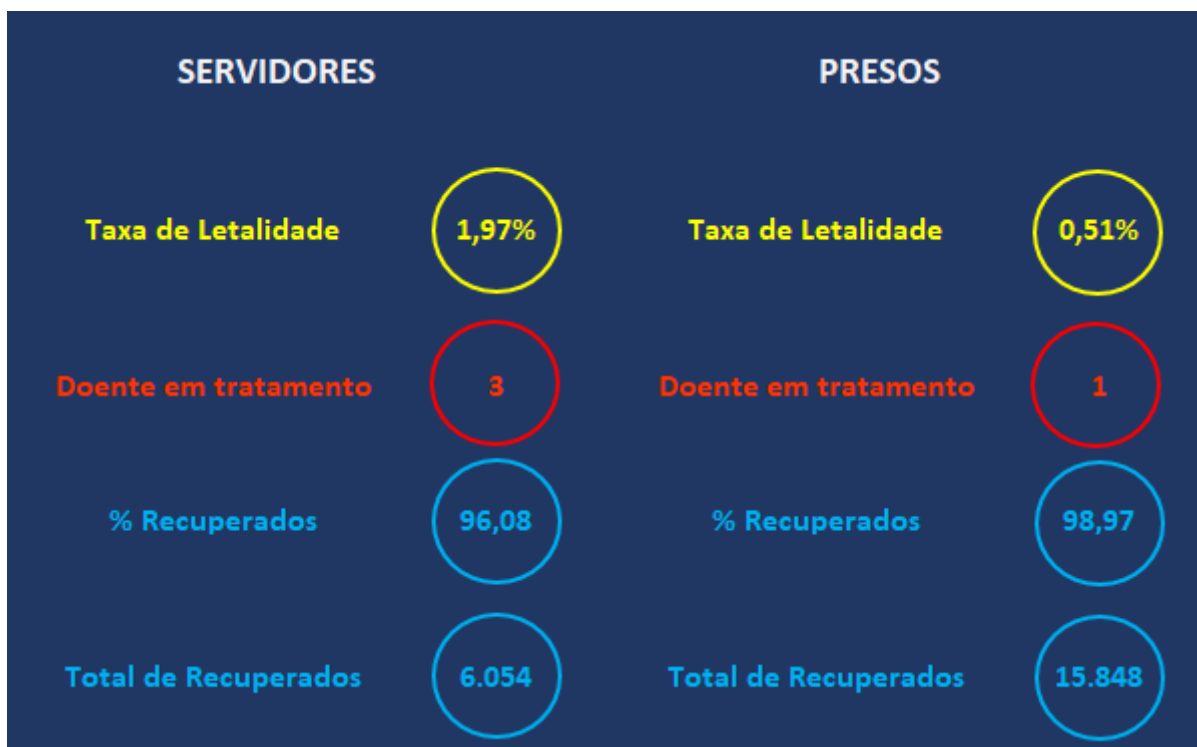 SERVIDORES
PRESOS
Taxa de Letalidade 1,97%
Taxa de Letalidade 0,51%
Doente em tratamento 3
Doente em tratamento 1
% Recuperados 96,08
% Recuperados 98,97
Total de Recuperados 6.054
Total de Recuperados 15.848